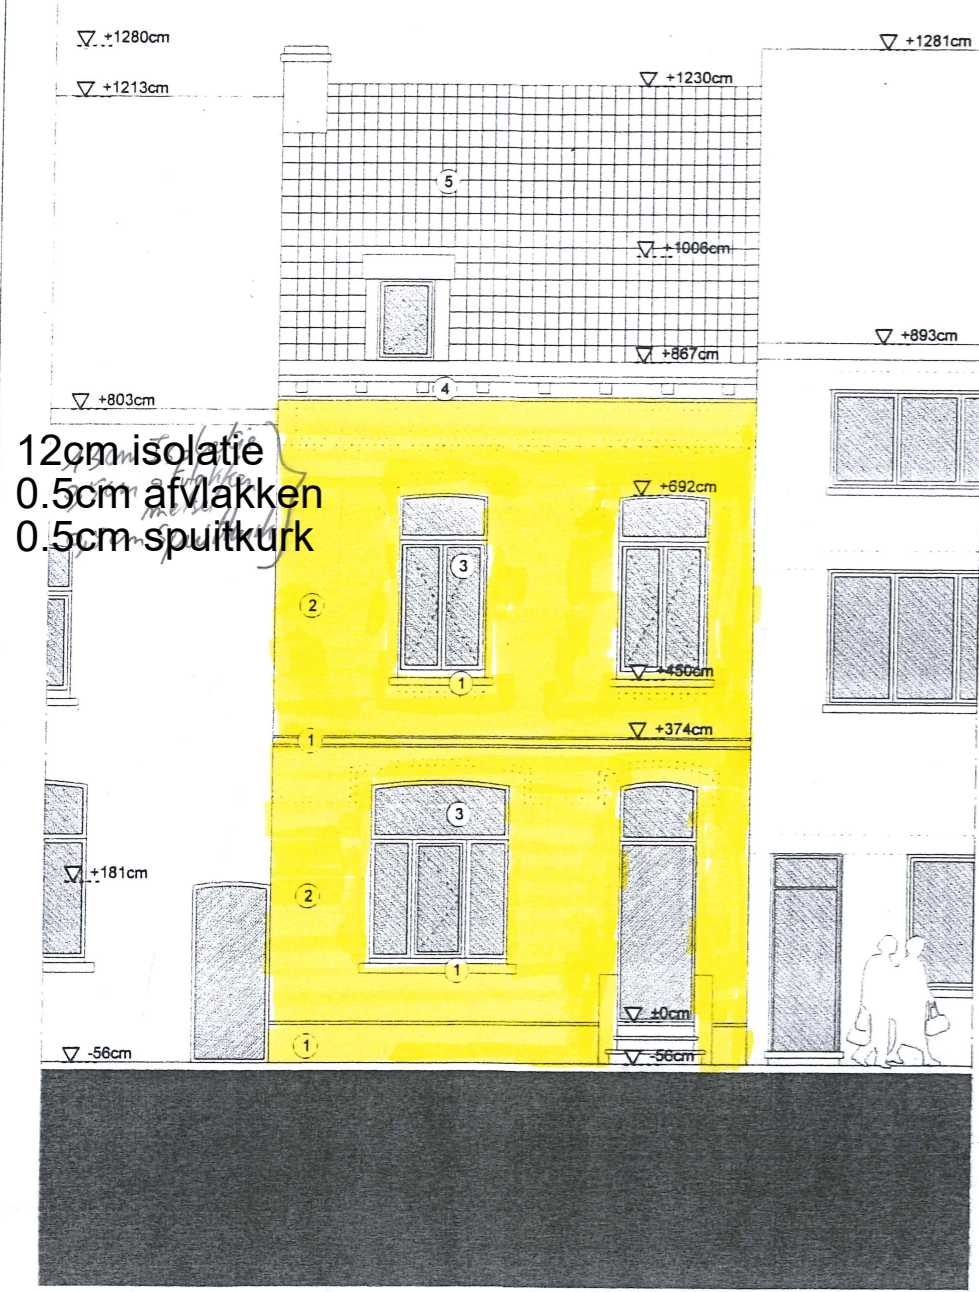 +1280cm
+1281cm
+1230cm
+1213cm
5
+1006cm
+893cm
+867cm
4
+803cm
12cm isolatie
0.5cm afvlakken
0.5cm spuitkurk
+692cm
3
2
+450cm
1
+374cm
1
3
+181cm
2
1
±0cm
1
-56cm
-56cm